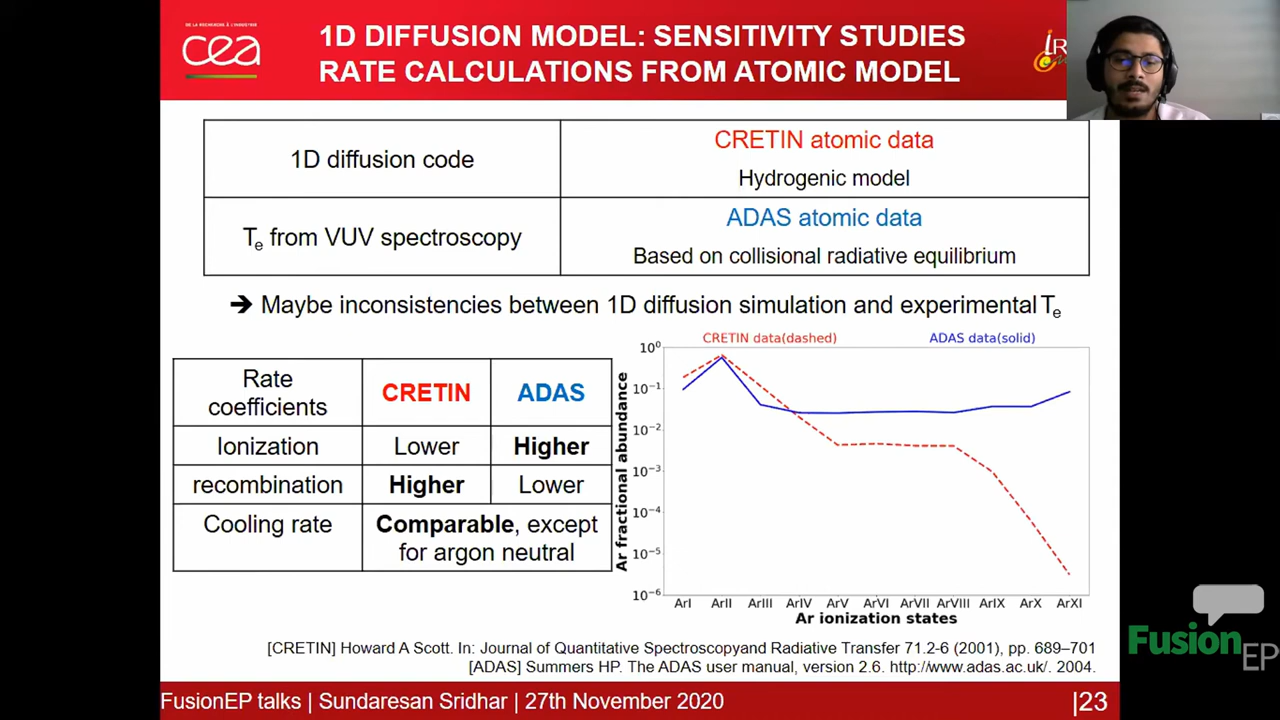 DE LA RECHERCHE À L'INDUSTRIE
cea
1D DIFFUSION MODEL: SENSITIVITY STUDIES
RATE CALCULATIONS FROM ATOMIC MODEL
1D diffusion code
CRETIN atomic data
Hydrogenic model
Te from VUV spectroscopy
ADAS atomic data
Based on collisional radiative equilibrium
➔ Maybe inconsistencies between 1D diffusion simulation and experimental Te
Rate
coefficients
CRETIN
ADAS
Ionization
Lower
Higher
recombination
Higher
Lower
Cooling rate
Comparable, except
for argon neutral
CRETIN data(dashed)
ADAS data(solid)
Ar fractional abundance
10⁰
10⁻¹
10⁻²
10⁻³
10⁻⁴
10⁻⁵
10⁻⁶
ArI ArII ArIII ArIV ArV ArVI ArVII ArVIII ArIX ArX ArXI
Ar ionization states
[CRETIN] Howard A Scott. In: Journal of Quantitative Spectroscopyand Radiative Transfer 71.2-6 (2001), pp. 689–701
[ADAS] Summers HP. The ADAS user manual, version 2.6. http://www.adas.ac.uk/. 2004.
FusionEP talks | Sundaresan Sridhar | 27th November 2020
|23
Fusion
EP